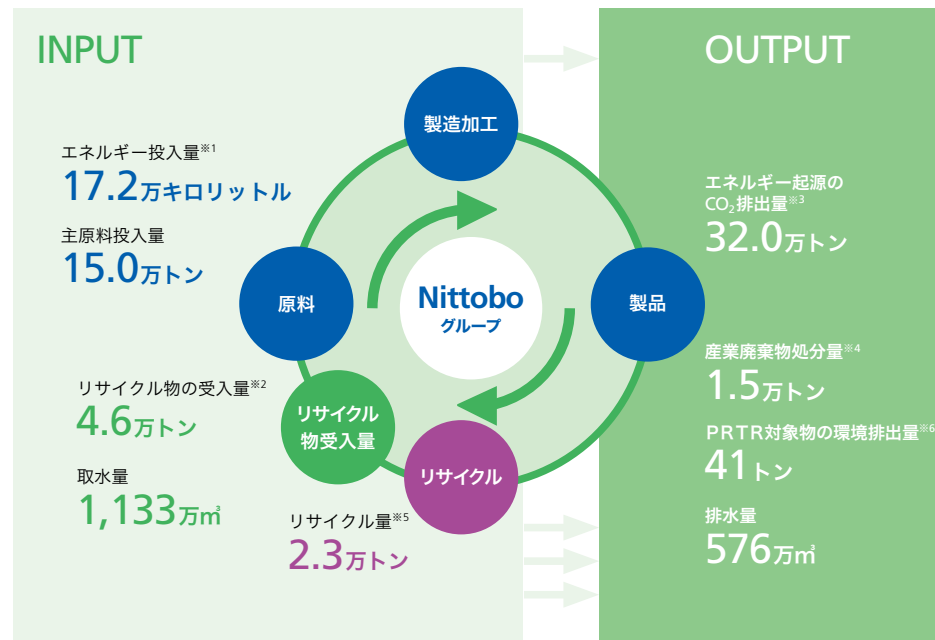 INPUT
エネルギー投入量※1
17.2万キロリットル
主原料投入量
15.0万トン
リサイクル物の受入量※2
4.6万トン
取水量
1,133万㎥
製造加工
原料
Nittobo
グループ
製品
リサイクル
物受入量
リサイクル
リサイクル量※5
2.3万トン
OUTPUT
エネルギー起源の
CO₂排出量※3
32.0万トン
産業廃棄物処分量※4
1.5万トン
PRTR対象物の環境排出量※6
41トン
排水量
576万㎥